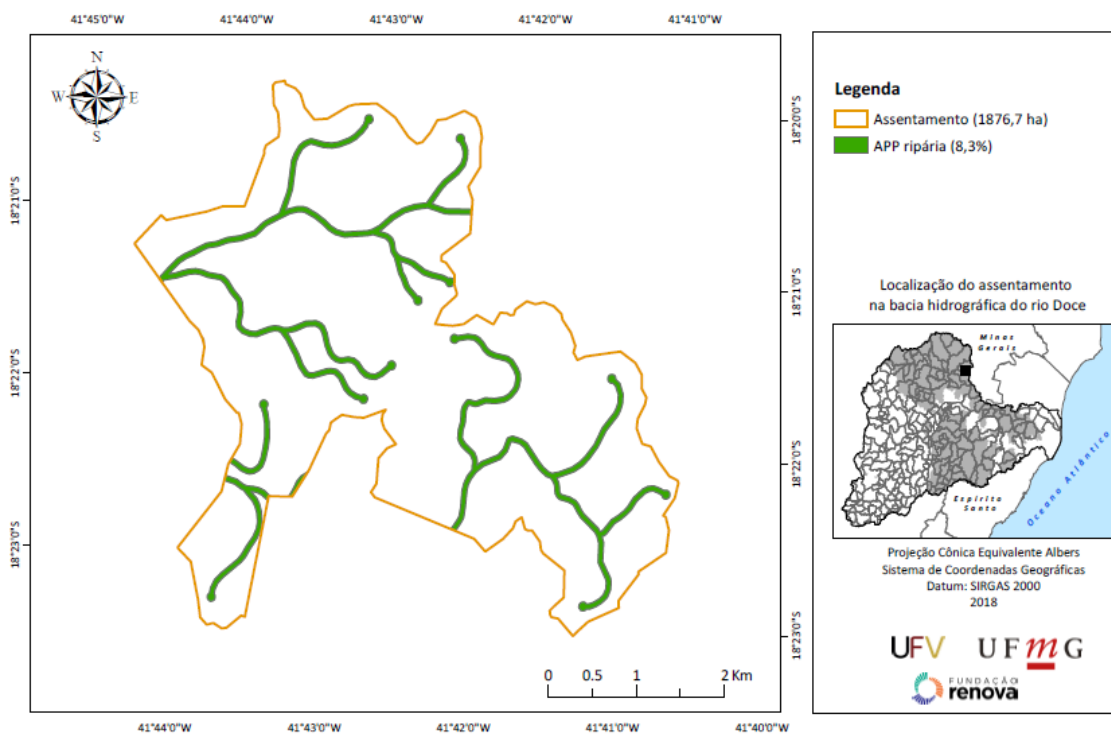 41°45'0"W 41°44'0"W 41°43'0"W 41°42'0"W 41°41'0"W
N
W E
S
18°21'0"S
18°22'0"S
18°23'0"S
18°20'0"S
18°21'0"S
18°22'0"S
18°23'0"S
0 0.5 1 2 Km
41°44'0"W 41°43'0"W 41°42'0"W 41°41'0"W 41°40'0"W
Legenda
Assentamento (1876,7 ha)
APP ripária (8,3%)
Localização do assentamento
na bacia hidrográfica do rio Doce
Minas
Gerais
Espírito
Santo
Oceano Atlântico
Projeção Cônica Equivalente Albers
Sistema de Coordenadas Geográficas
Datum: SIRGAS 2000
2018
UFV UFmG
FUNDAÇÃO
renova